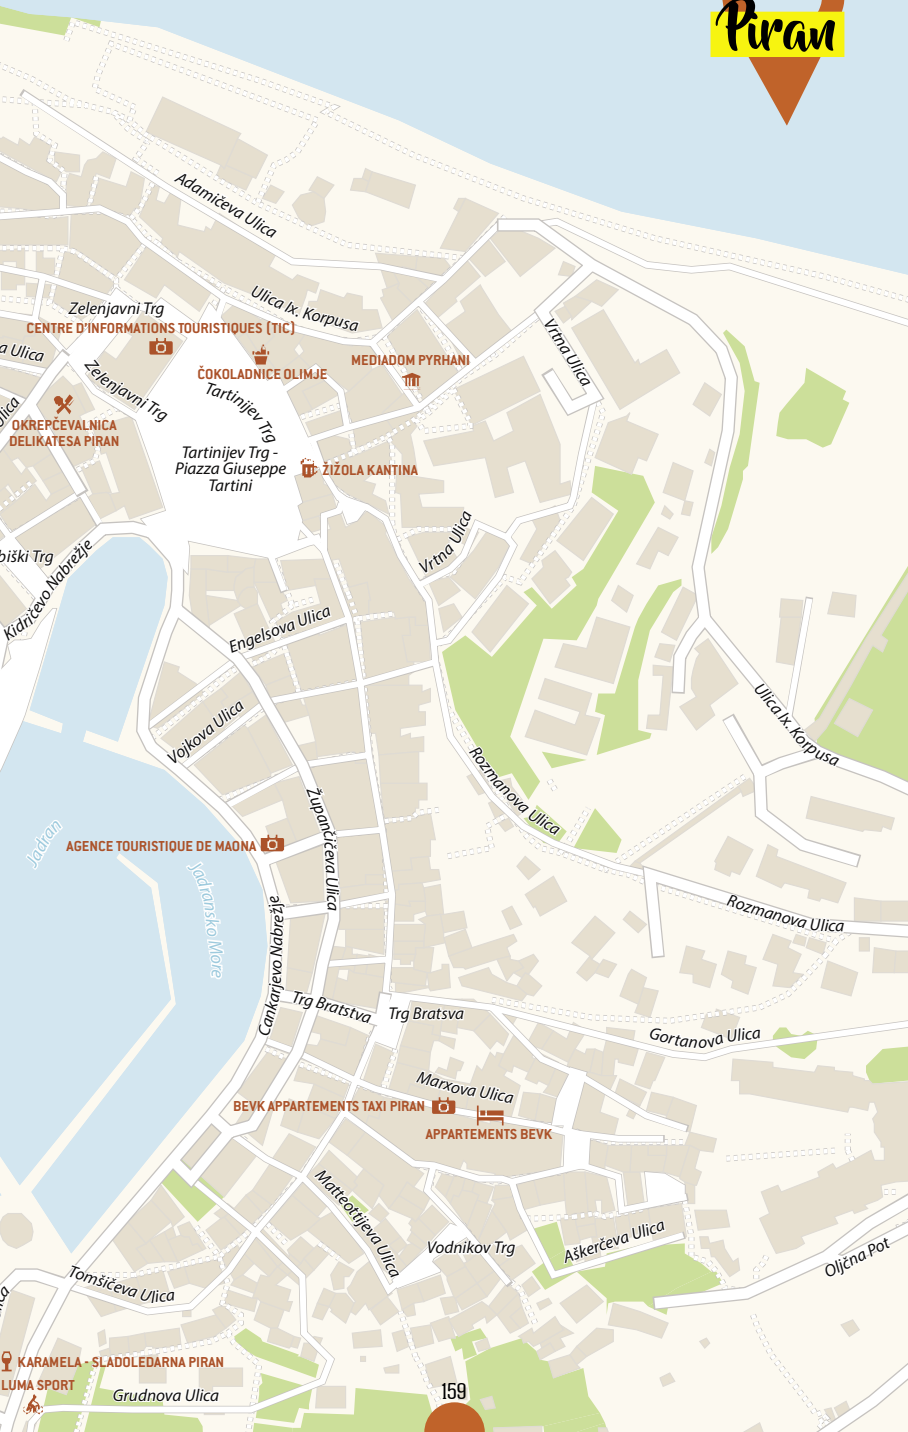 Piran
Adamičeva Ulica
Zelenjavni Trg
Ulica Ix. Korpusa
CENTRE D'INFORMATIONS TOURISTIQUES (TIC)
Vrtna Ulica
a Ulica
MEDIADOM PYRHANI
ČOKOLADNICE OLIMJE
Zelenjavni Trg
Tartinijev Trg
Ulica
OKREPČEVALNICA
DELIKATESA PIRAN
Tartinijev Trg -
Piazza Giuseppe
Tartini
ŽIŽOLA KANTINA
Vrtna Ulica
biški Trg
Kidričevo Nabrežje
Engelsova Ulica
Vojkova Ulica
Ulica Ix. Korpusa
Rozmanova Ulica
Župančičeva Ulica
Jadran
AGENCE TOURISTIQUE DE MAONA
Jadransko More
Cankarjevo Nabrežje
Rozmanova Ulica
Trg Bratstva
Trg Bratsva
Gortanova Ulica
Marxova Ulica
BEVK APPARTEMENTS TAXI PIRAN
APPARTEMENTS BEVK
Matteottijeva Ulica
Vodnikov Trg
Aškerčeva Ulica
Oljčna Pot
Tomšičeva Ulica
KARAMELA - SLADOLEDARNA PIRAN
LUMA SPORT
Grudnova Ulica
159